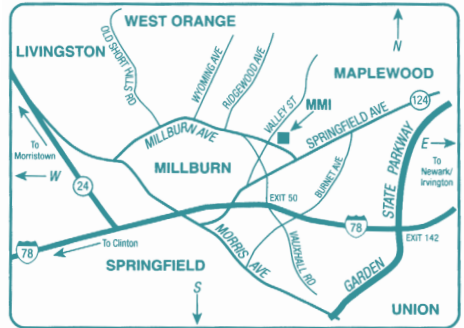 WEST ORANGE
N
LIVINGSTON
OLD SHORT HILLS RD
WYOMING AVE
RIDGEWOOD AVE
MAPLEWOOD
VALLEY ST
MMI
124
SPRINGFIELD AVE
MILLBURN AVE
To
Morristown
W
MILLBURN
E
To
Newark/
Irvington
24
BURNET AVE
STATE PARKWAY
EXIT 50
78
To Clinton
78
EXIT 142
MORRIS AVE
VAUXHALL RD
SPRINGFIELD
GARDEN
S
UNION